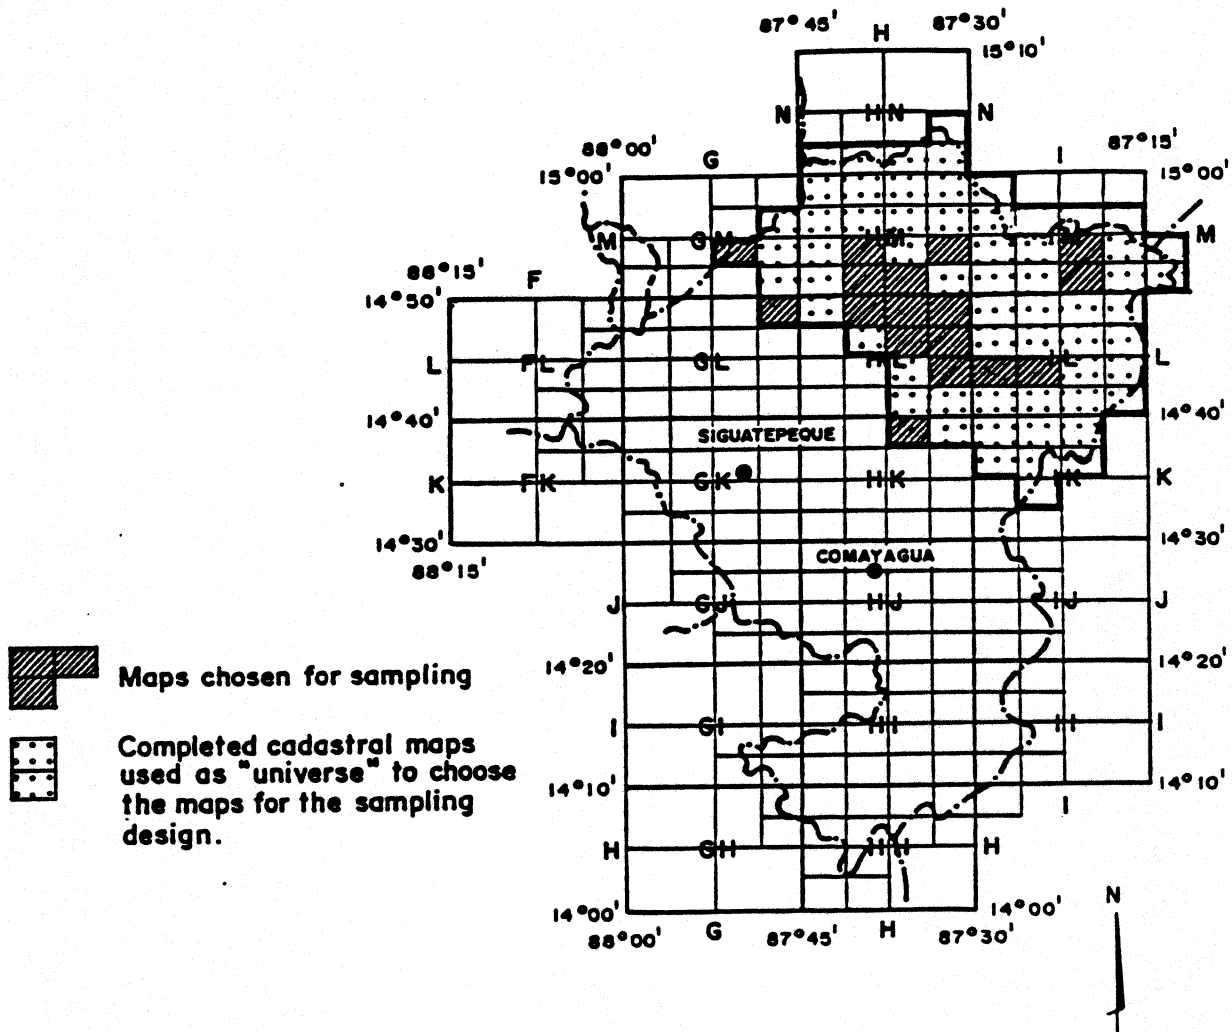 87°45' 87°30'
H
15°10'
N HN N
88°00' G I 87°15'
15°00' 15°00'
M GM HM M
88°15' F
14°50'
L FL GL HL IL L
14°40' 14°40'
SIGUATEPEQUE
K FK GK HK IK K
14°30' 14°30'
88°15'
COMAYAGUA
J GJ HJ IJ J
Maps chosen for sampling
14°20' 14°20'
I GI HI II I
Completed cadastral maps
used as "universe" to choose
the maps for the sampling
design.
14°10' 14°10'
I
H GH HH H
N
14°00' 14°00'
88°00' G 87°45' H 87°30'